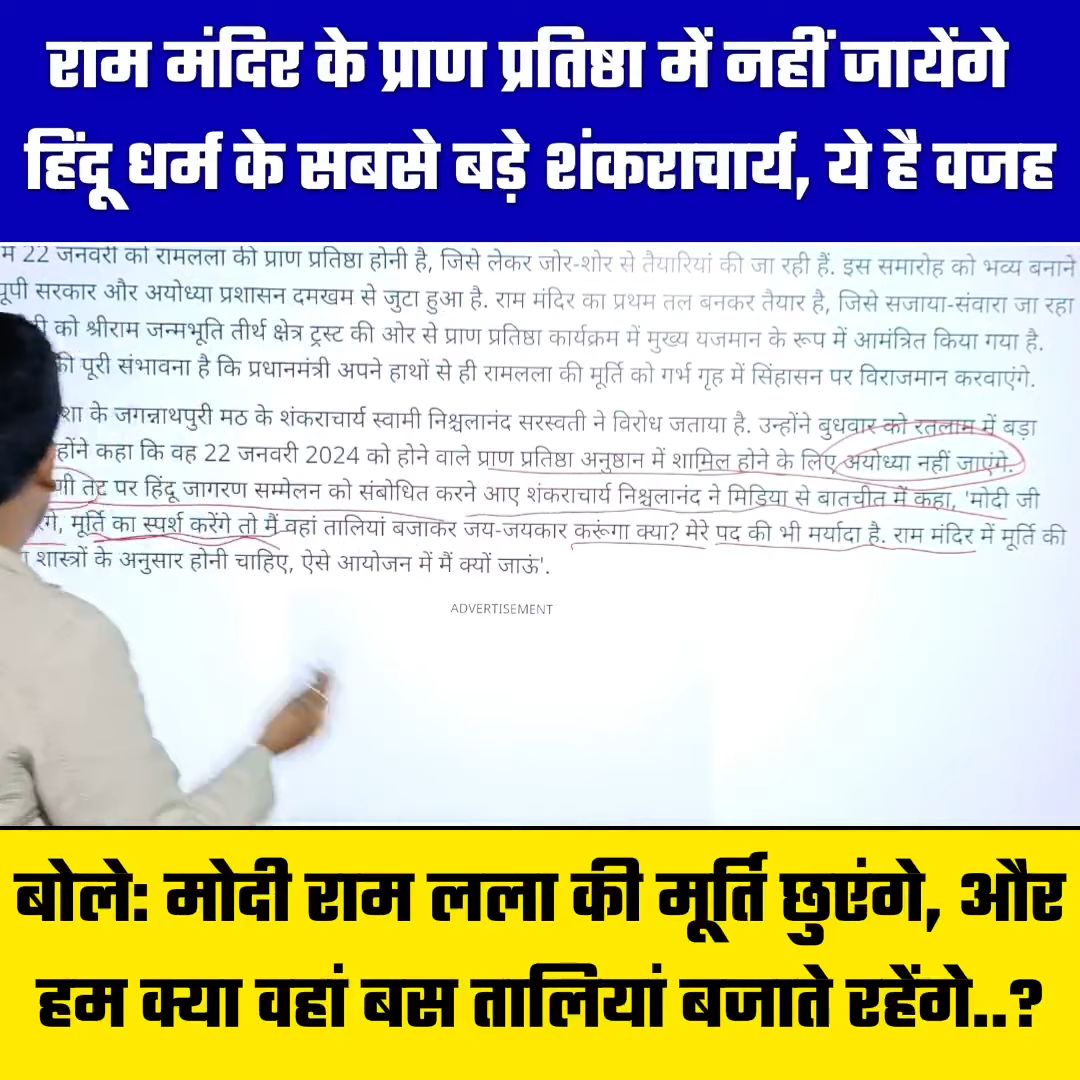 राम मंदिर के प्राण प्रतिष्ठा में नहीं जायेंगे
हिंदू धर्म के सबसे बड़े शंकराचार्य, ये है वजह
में 22 जनवरी को रामलला की प्राण प्रतिष्ठा होनी है, जिसे लेकर जोर-शोर से तैयारियां की जा रही हैं. इस समारोह को भव्य बनाने
यूपी सरकार और अयोध्या प्रशासन दमखम से जुटा हुआ है. राम मंदिर का प्रथम तल बनकर तैयार है, जिसे सजाया-संवारा जा रहा
को श्रीराम जन्मभूति तीर्थ क्षेत्र ट्रस्ट की ओर से प्राण प्रतिष्ठा कार्यक्रम में मुख्य यजमान के रूप में आमंत्रित किया गया है.
की पूरी संभावना है कि प्रधानमंत्री अपने हाथों से ही रामलला की मूर्ति को गर्भ गृह में सिंहासन पर विराजमान करवाएंगे.
के जगन्नाथपुरी मठ के शंकराचार्य स्वामी निश्चलानंद सरस्वती ने विरोध जताया है. उन्होंने बुधवार को रतलाम में बड़ा
कहा कि वह 22 जनवरी 2024 को होने वाले प्राण प्रतिष्ठा अनुष्ठान में शामिल होने के लिए अयोध्या नहीं जाएंगे.
तट पर हिंदू जागरण सम्मेलन को संबोधित करने आए शंकराचार्य निश्चलानंद ने मिडिया से बातचीत में कहा, 'मोदी जी
मूर्ति का स्पर्श करेंगे तो मैं वहां तालियां बजाकर जय-जयकार करूंगा क्या? मेरे पद की भी मर्यादा है. राम मंदिर में मूर्ति की
शास्त्रों के अनुसार होनी चाहिए, ऐसे आयोजन में मैं क्यों जाऊं'.
ADVERTISEMENT
बोले: मोदी राम लला की मूर्ति छुएंगे, और
हम क्या वहां बस तालियां बजाते रहेंगे..?